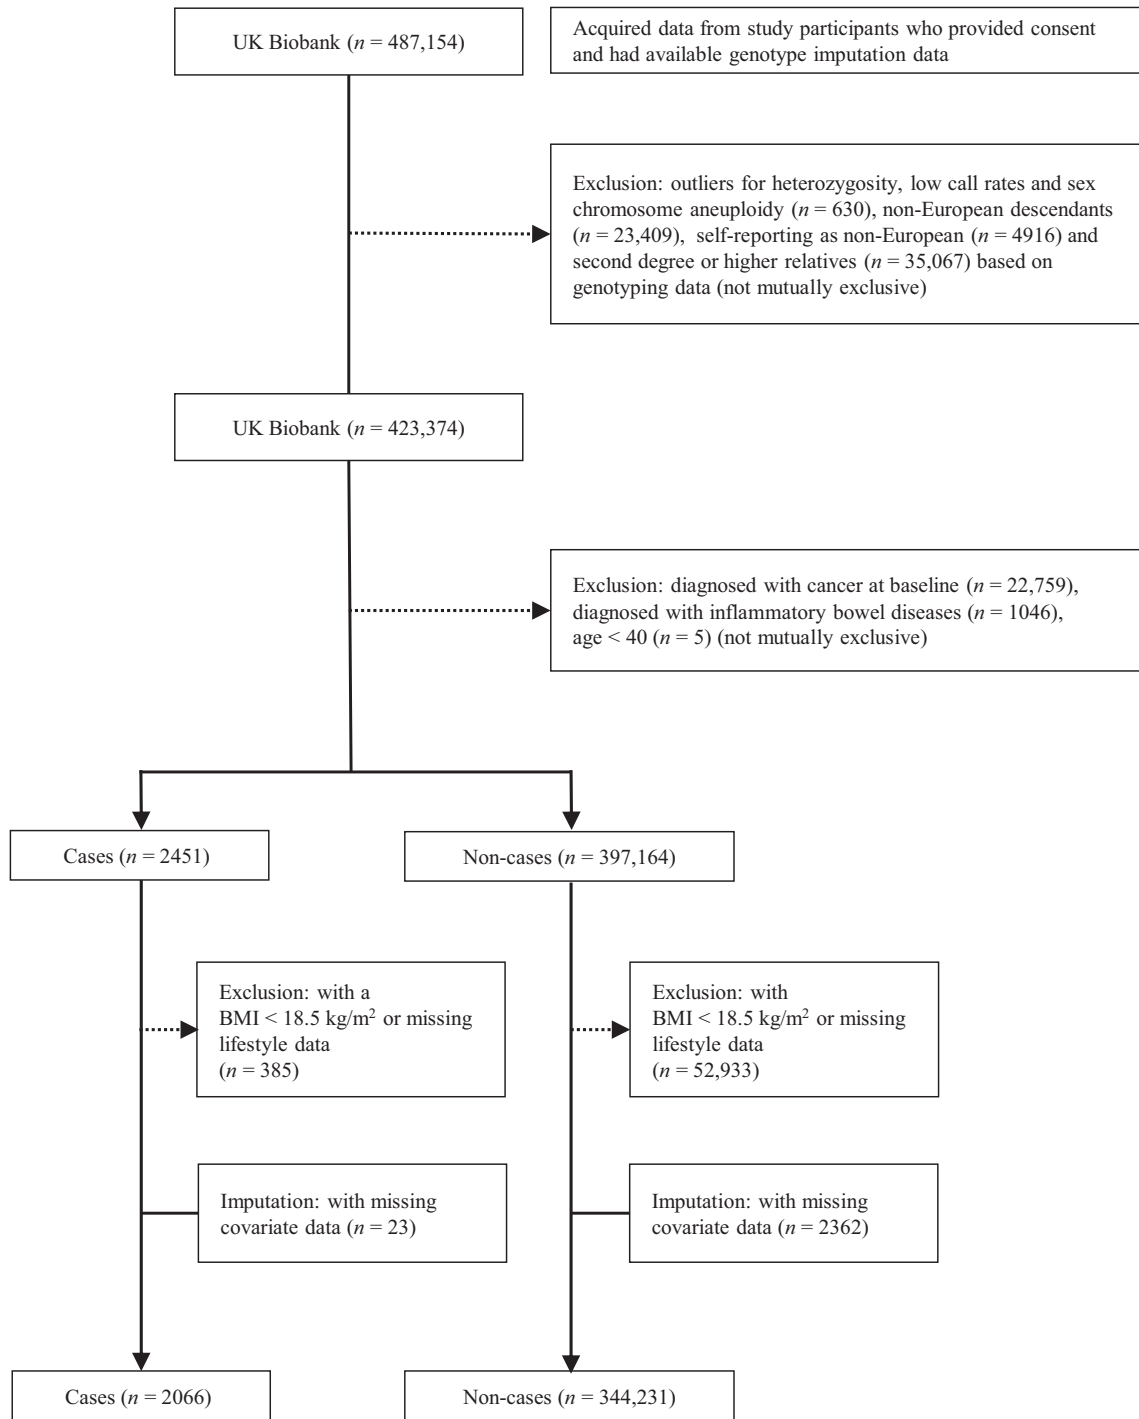 UK Biobank (n = 487,154)
Acquired data from study participants who provided consent
and had available genotype imputation data
Exclusion: outliers for heterozygosity, low call rates and sex
chromosome aneuploidy (n = 630), non-European descendants
(n = 23,409), self-reporting as non-European (n = 4916) and
second degree or higher relatives (n = 35,067) based on
genotyping data (not mutually exclusive)
UK Biobank (n = 423,374)
Exclusion: diagnosed with cancer at baseline (n = 22,759),
diagnosed with inflammatory bowel diseases (n = 1046),
age < 40 (n = 5) (not mutually exclusive)
Cases (n = 2451)
Non-cases (n = 397,164)
Exclusion: with a
BMI < 18.5 kg/m² or missing
lifestyle data
(n = 385)
Exclusion: with
BMI < 18.5 kg/m² or missing
lifestyle data
(n = 52,933)
Imputation: with missing
covariate data (n = 23)
Imputation: with missing
covariate data (n = 2362)
Cases (n = 2066)
Non-cases (n = 344,231)